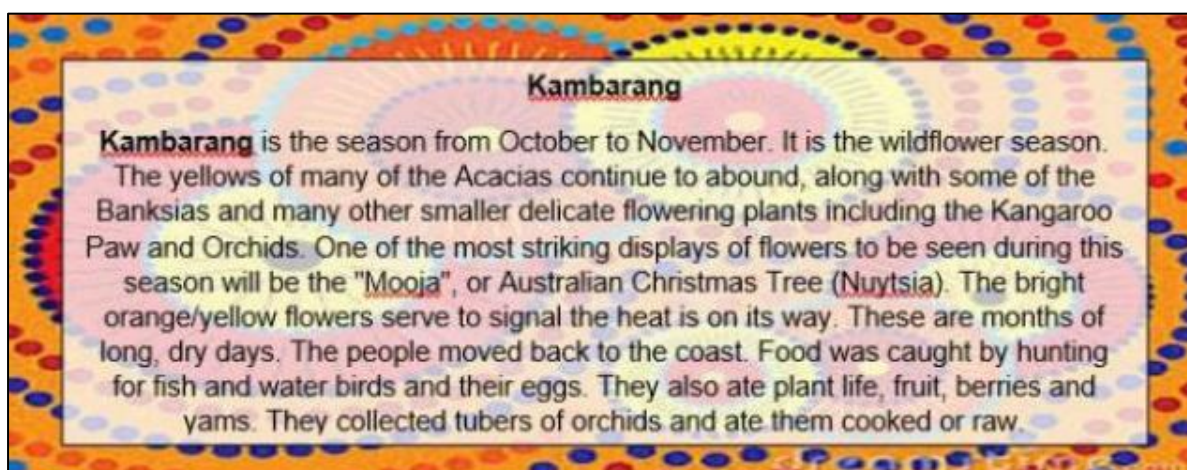 Kambarang
Kambarang is the season from October to November. It is the wildflower season.
The yellows of many of the Acacias continue to abound, along with some of the
Banksias and many other smaller delicate flowering plants including the Kangaroo
Paw and Orchids. One of the most striking displays of flowers to be seen during this
season will be the "Mooja", or Australian Christmas Tree (Nuytsia). The bright
orange/yellow flowers serve to signal the heat is on its way. These are months of
long, dry days. The people moved back to the coast. Food was caught by hunting
for fish and water birds and their eggs. They also ate plant life, fruit, berries and
yams. They collected tubers of orchids and ate them cooked or raw.